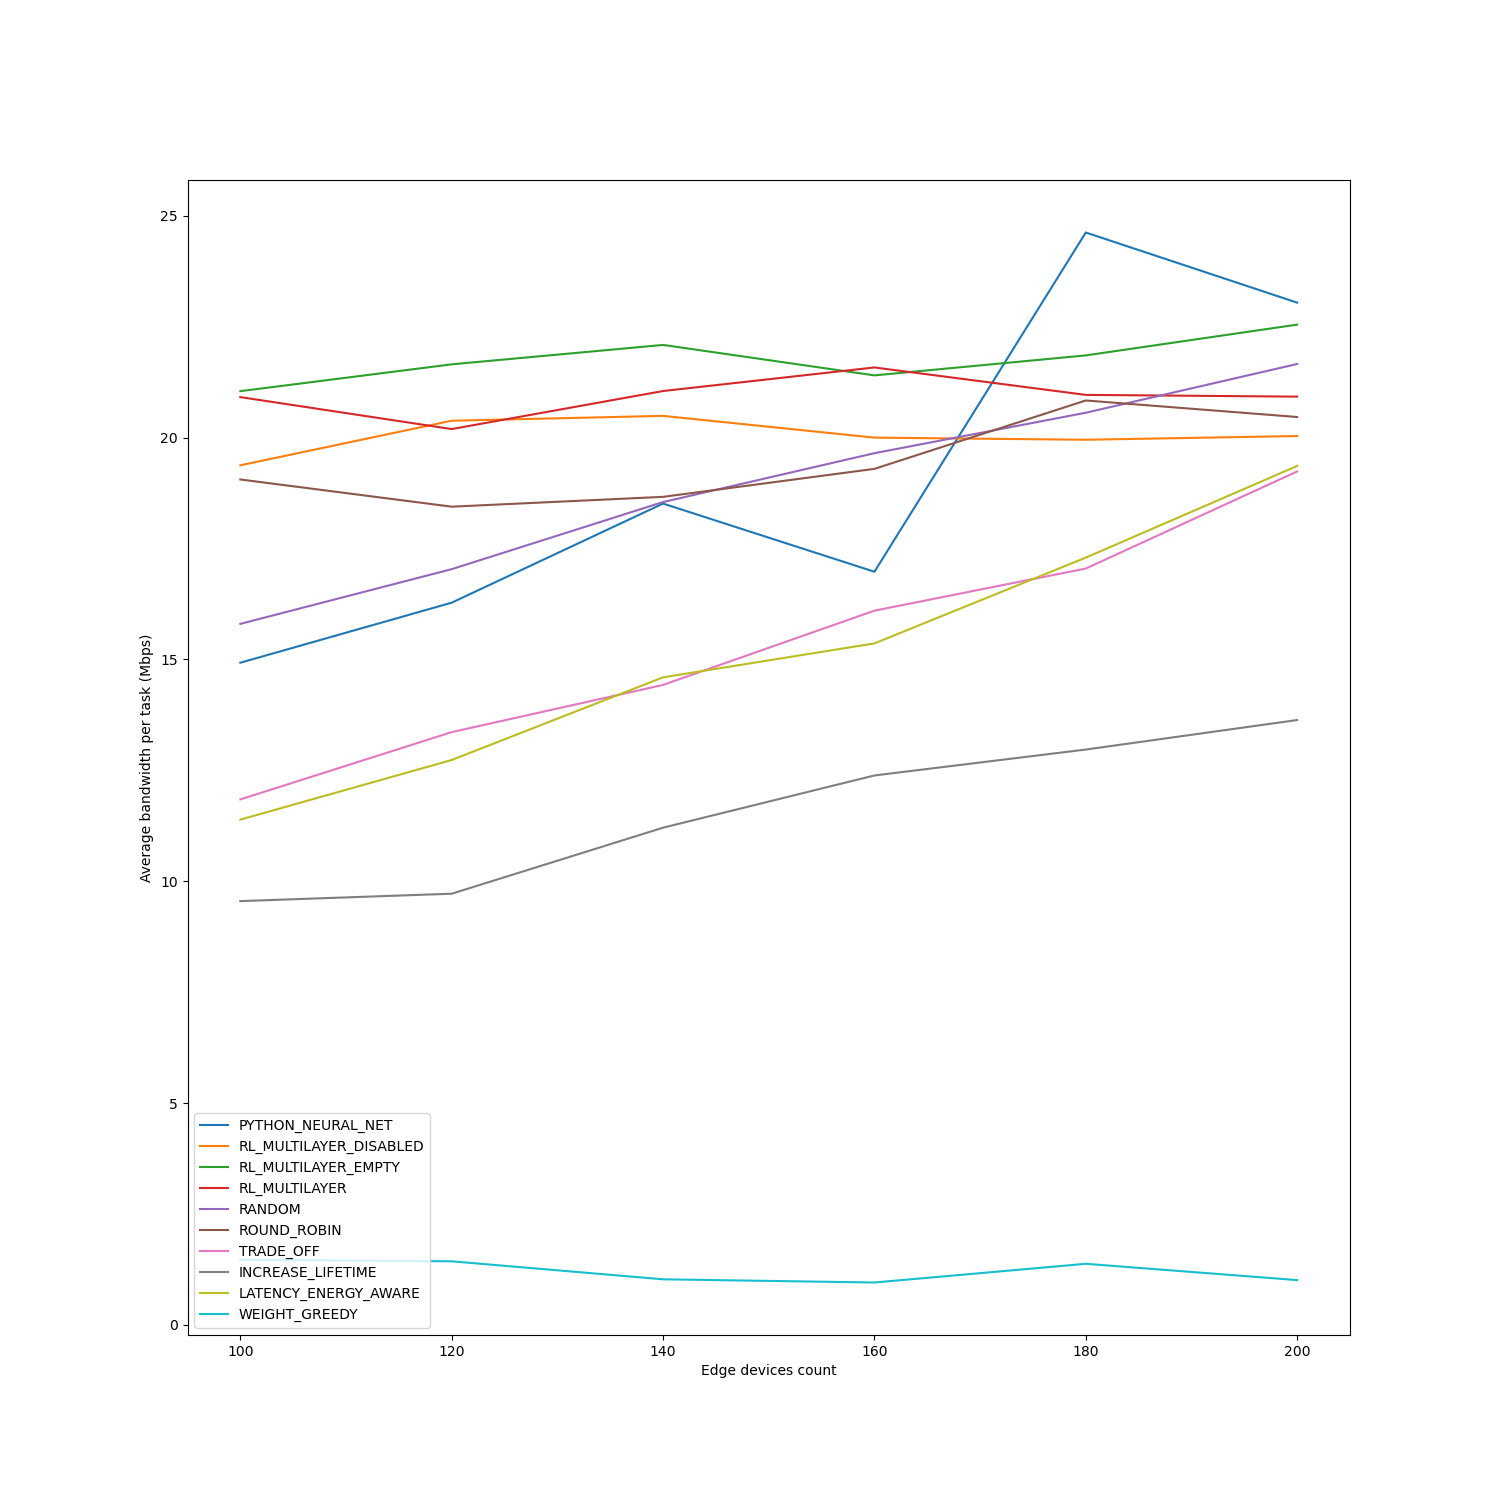 25
20
15
10
5
0
Average bandwidth per task (Mbps)
PYTHON_NEURAL_NET
RL_MULTILAYER_DISABLED
RL_MULTILAYER_EMPTY
RL_MULTILAYER
RANDOM
ROUND_ROBIN
TRADE_OFF
INCREASE_LIFETIME
LATENCY_ENERGY_AWARE
WEIGHT_GREEDY
100 120 140 160 180 200
Edge devices count